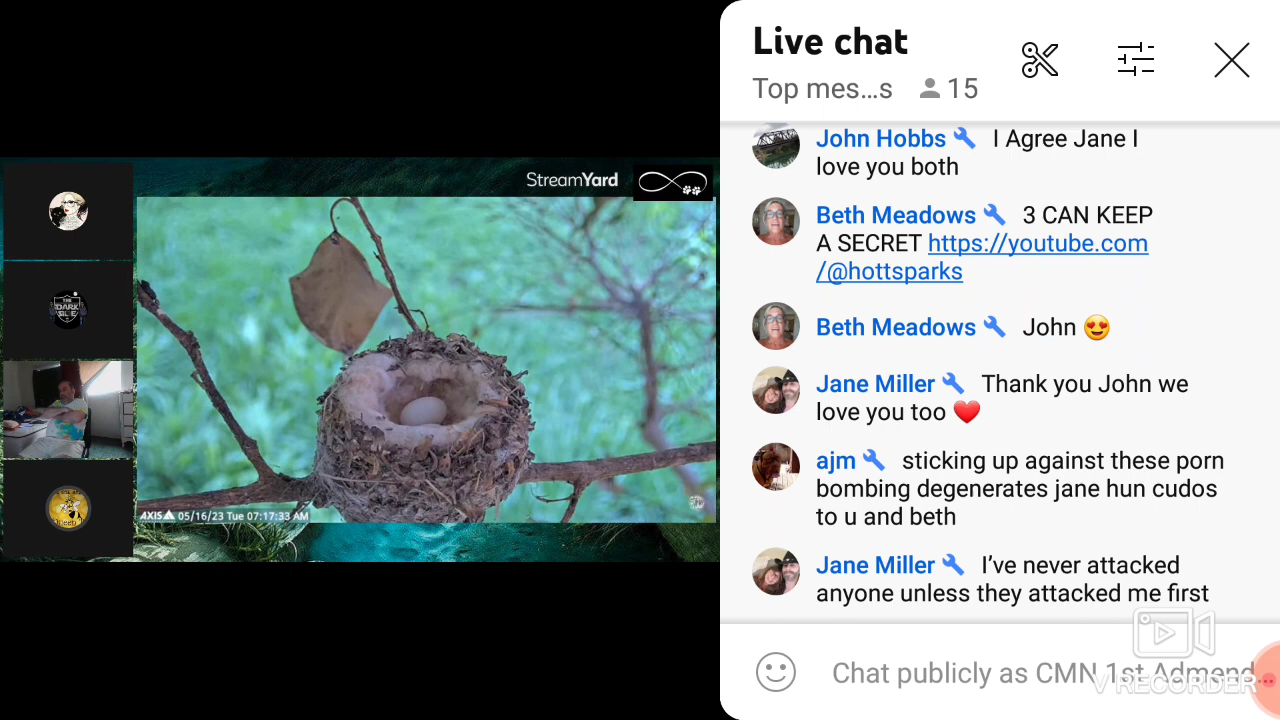 Live chat
Top mes...s 15
John Hobbs I Agree Jane I
love you both
Beth Meadows 3 CAN KEEP
A SECRET https://youtube.com
/@hottsparks
Beth Meadows John 😍
Jane Miller Thank you John we
love you too ❤️
ajm sticking up against these porn
bombing degenerates jane hun cudos
to u and beth
Jane Miller I’ve never attacked
anyone unless they attacked me first
Chat publicly as CMN 1st Admend...
V RECORDER
StreamYard
THE
DARK
SIDE
AXIS 05/16/23 Tue 07:17:33 AM